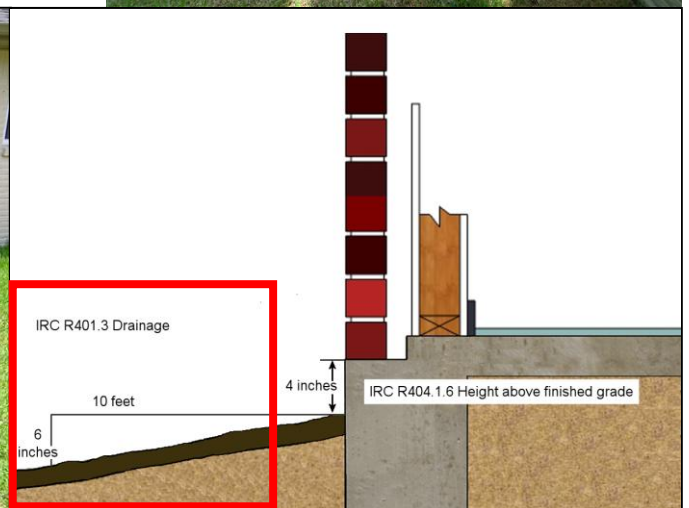 IRC R401.3 Drainage
4 inches
IRC R404.1.6 Height above finished grade
10 feet
6
inches